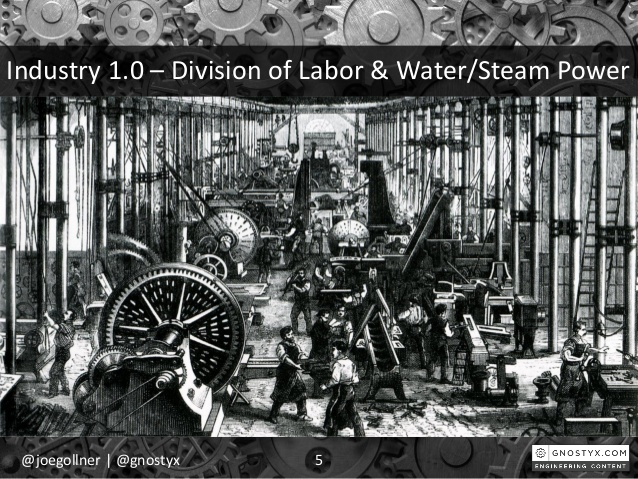 Industry 1.0 – Division of Labor & Water/Steam Power
@joegollner | @gnostyx
5
GNOSTYX.COM
ENGINEERING CONTENT